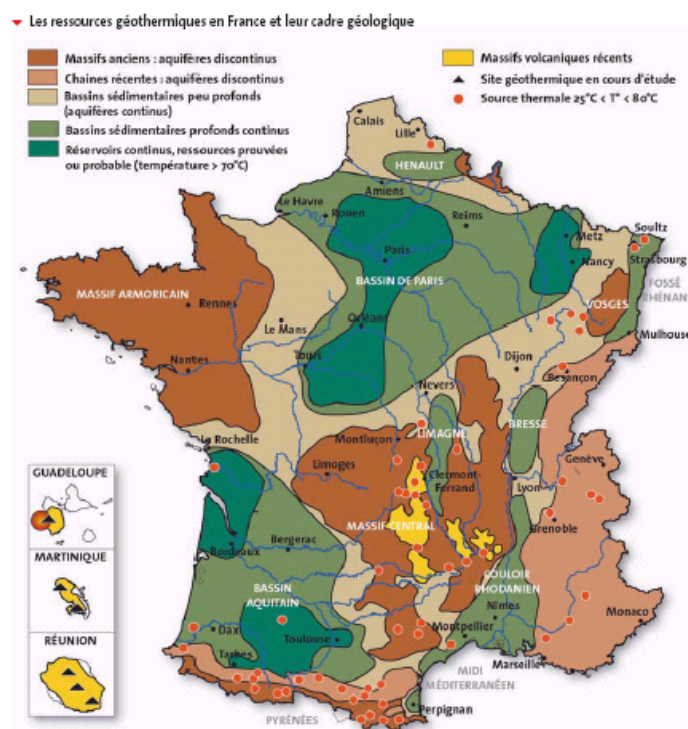 Les ressources géothermiques en France et leur cadre géologique
Massifs anciens : aquifères discontinus
Chaines récentes : aquifères discontinus
Bassins sédimentaires peu profonds
(aquifères continus)
Bassins sédimentaires profonds continus
Réservoirs continus, ressources prouvées
ou probable (température > 70°C)
Massifs volcaniques récents
Site géothermique en cours d'étude
Source thermale 25°C < T° < 80°C
Calais
Lille
HENAULT
Amiens
Le Havre
Rouen
Reims
Metz
Soultz
Paris
Nancy
Strasbourg
BASSIN DE PARIS
FOSSÉ
RHÉNAN
MASSIF ARMORICAIN
Rennes
VOSGES
Orléans
Le Mans
Mulhouse
Nantes
Tours
Dijon
Besançon
Nevers
BRESSE
La Rochelle
Montluçon
LIMAGNE
Genève
GUADELOUPE
Limoges
Clermont-
Ferrand
Lyon
MASSIF CENTRAL
Grenoble
MARTINIQUE
Bordeaux
Bergerac
COULOIR
RHODANIEN
BASSIN
AQUITAIN
Nîmes
Monaco
RÉUNION
Dax
Toulouse
Montpellier
Tarbes
Marseille
MIDI
MÉDITERRANÉEN
PYRÉNÉES
Perpignan